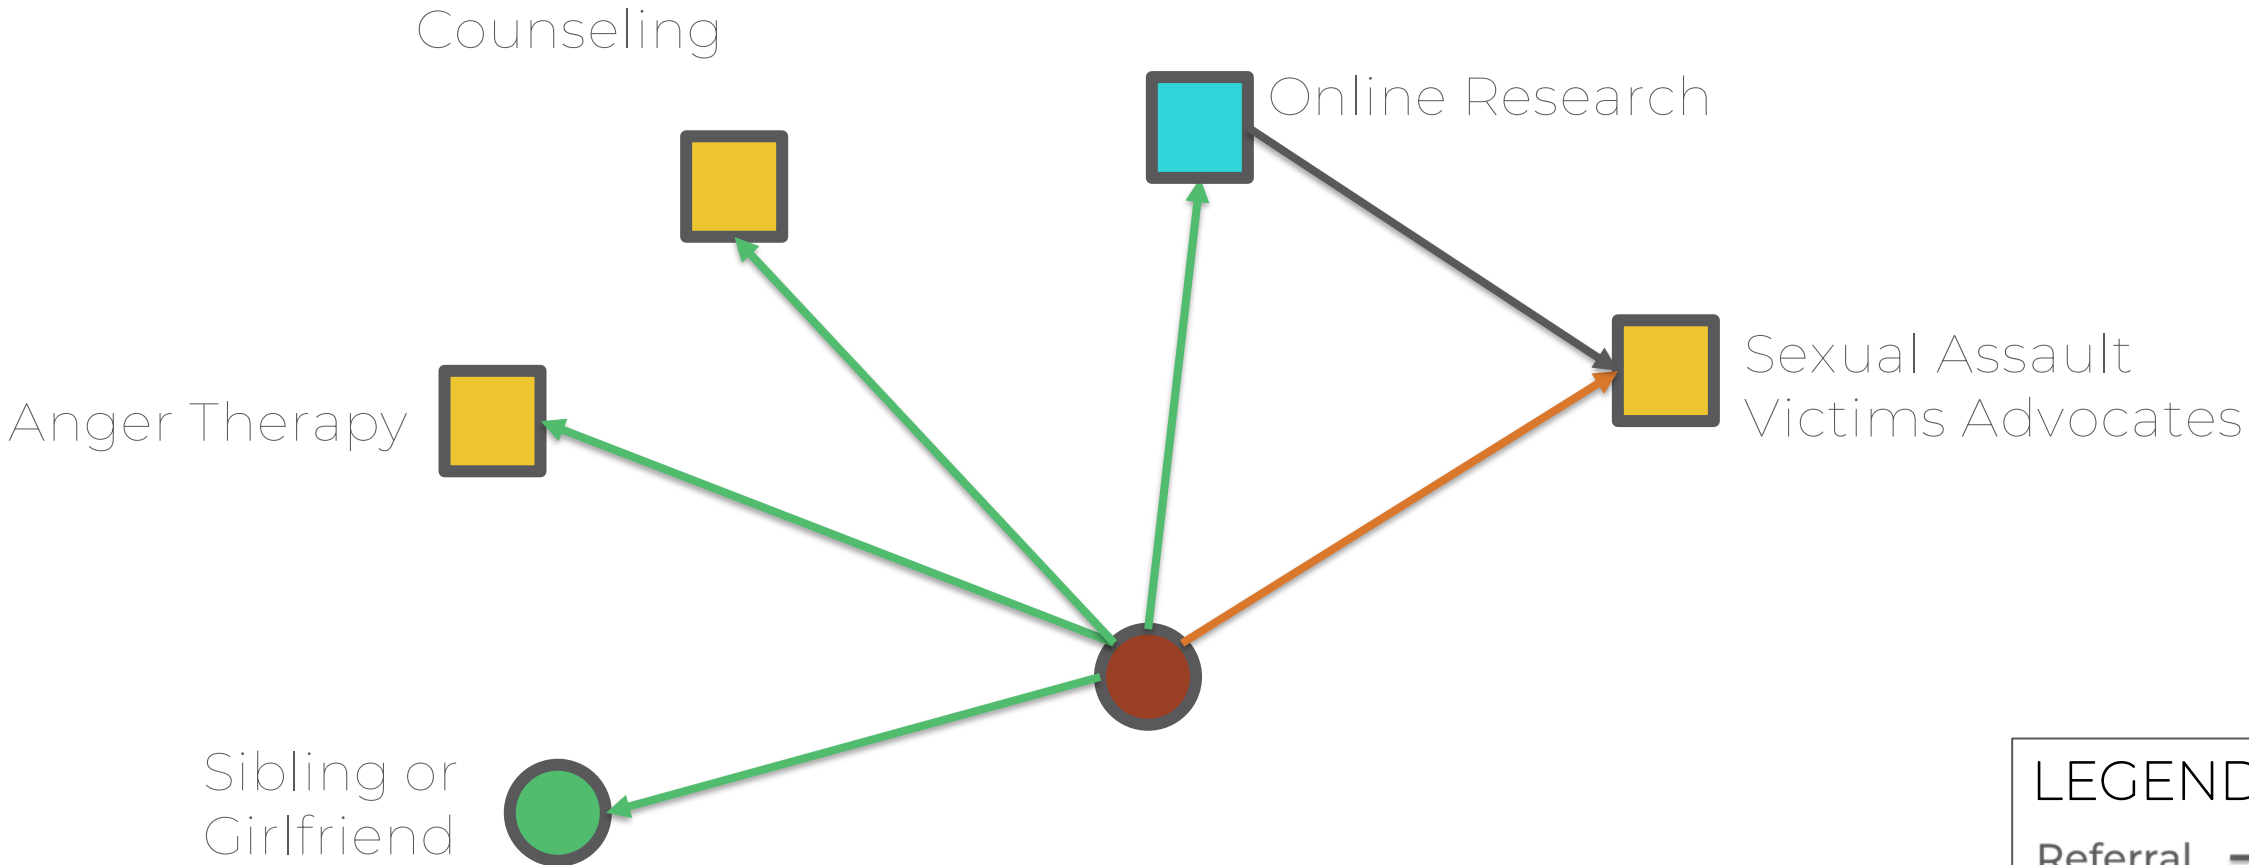 Counseling
Online Research
Sexual Assault
Victims Advocates
Anger Therapy
Sibling or
Girlfriend
LEGEND
Referral